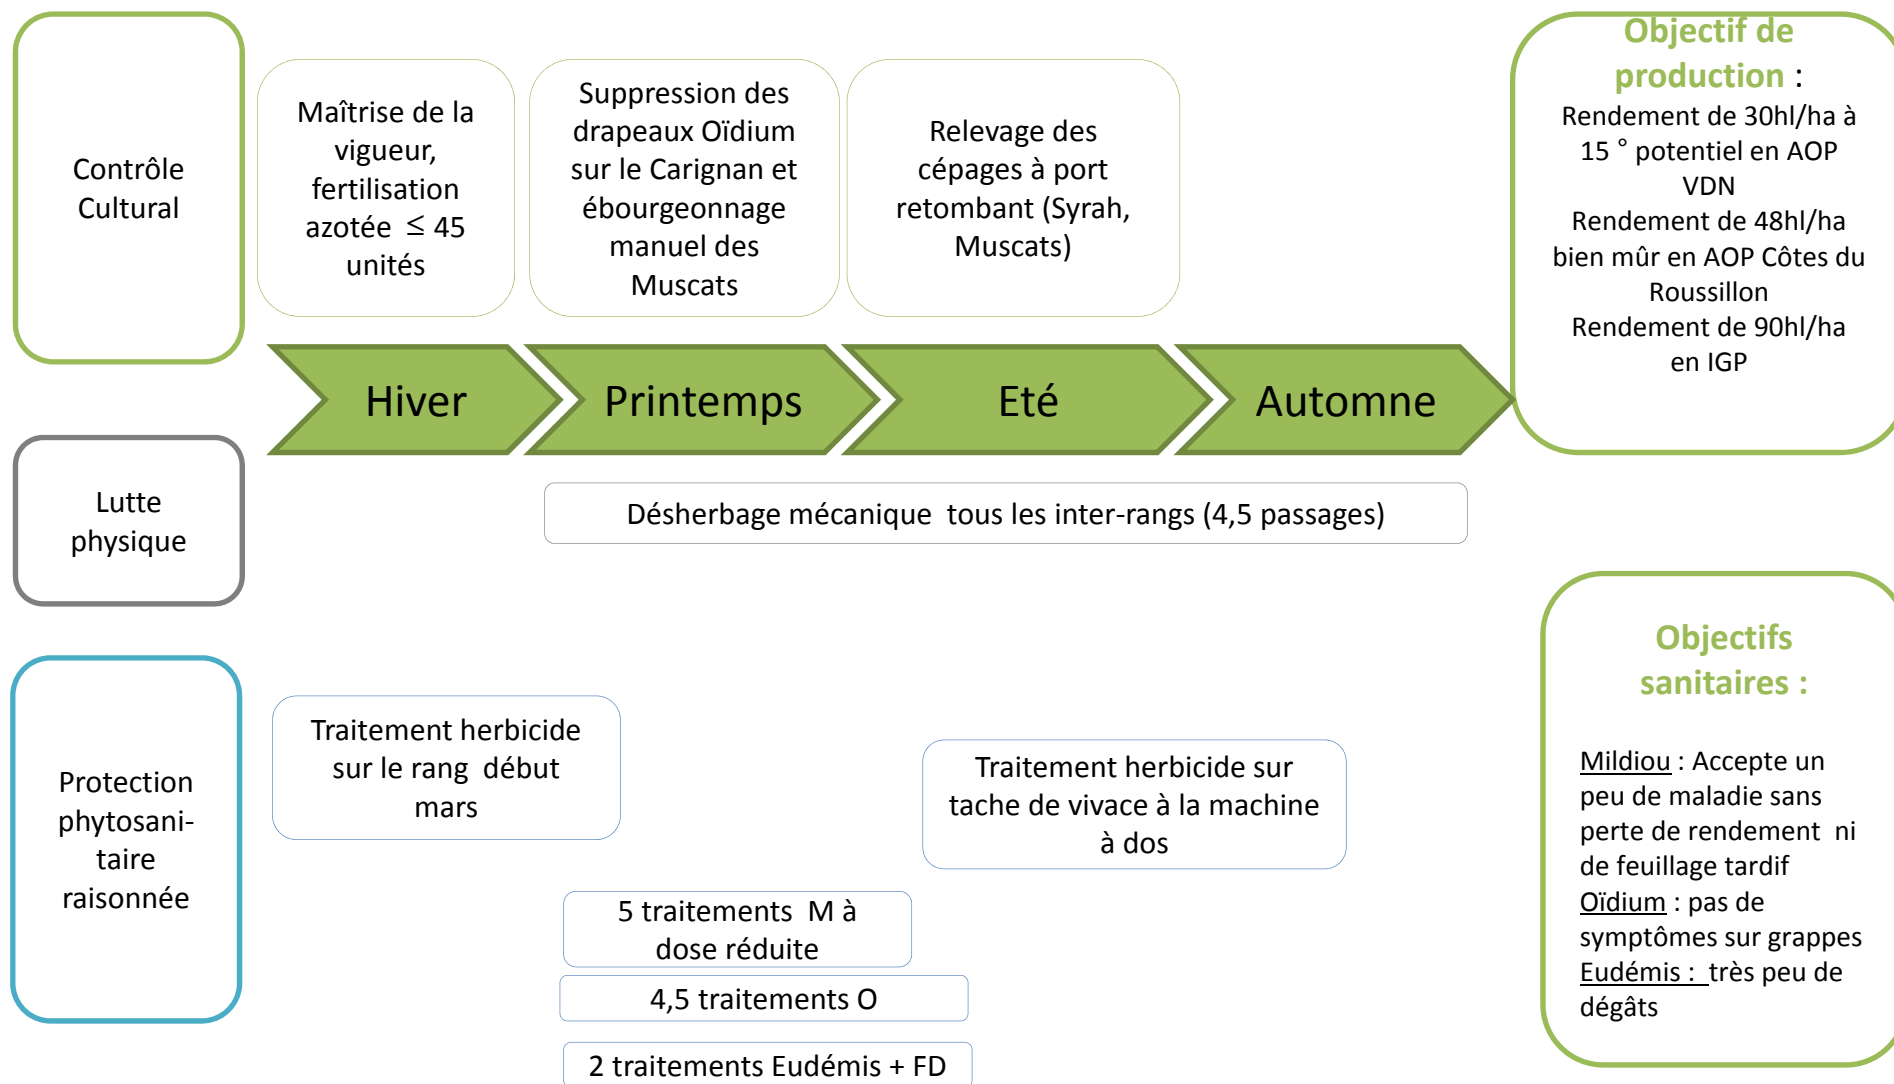 Contrôle
Cultural
Maîtrise de la
vigueur,
fertilisation
azotée ≤ 45
unités
Suppression des
drapeaux Oïdium
sur le Carignan et
ébourgeonnage
manuel des
Muscats
Relevage des
cépages à port
retombant (Syrah,
Muscats)
Objectif de
production :
Rendement de 30hl/ha à
15 ° potentiel en AOP
VDN
Rendement de 48hl/ha
bien mûr en AOP Côtes du
Roussillon
Rendement de 90hl/ha
en IGP
Hiver
Printemps
Eté
Automne
Lutte
physique
Désherbage mécanique tous les inter-rangs (4,5 passages)
Protection
phytosani-
taire
raisonnée
Traitement herbicide
sur le rang début
mars
Traitement herbicide sur
tache de vivace à la machine
à dos
5 traitements M à
dose réduite
4,5 traitements O
2 traitements Eudémis + FD
Objectifs
sanitaires :
Mildiou : Accepte un
peu de maladie sans
perte de rendement ni
de feuillage tardif
Oïdium : pas de
symptômes sur grappes
Eudémis : très peu de
dégâts